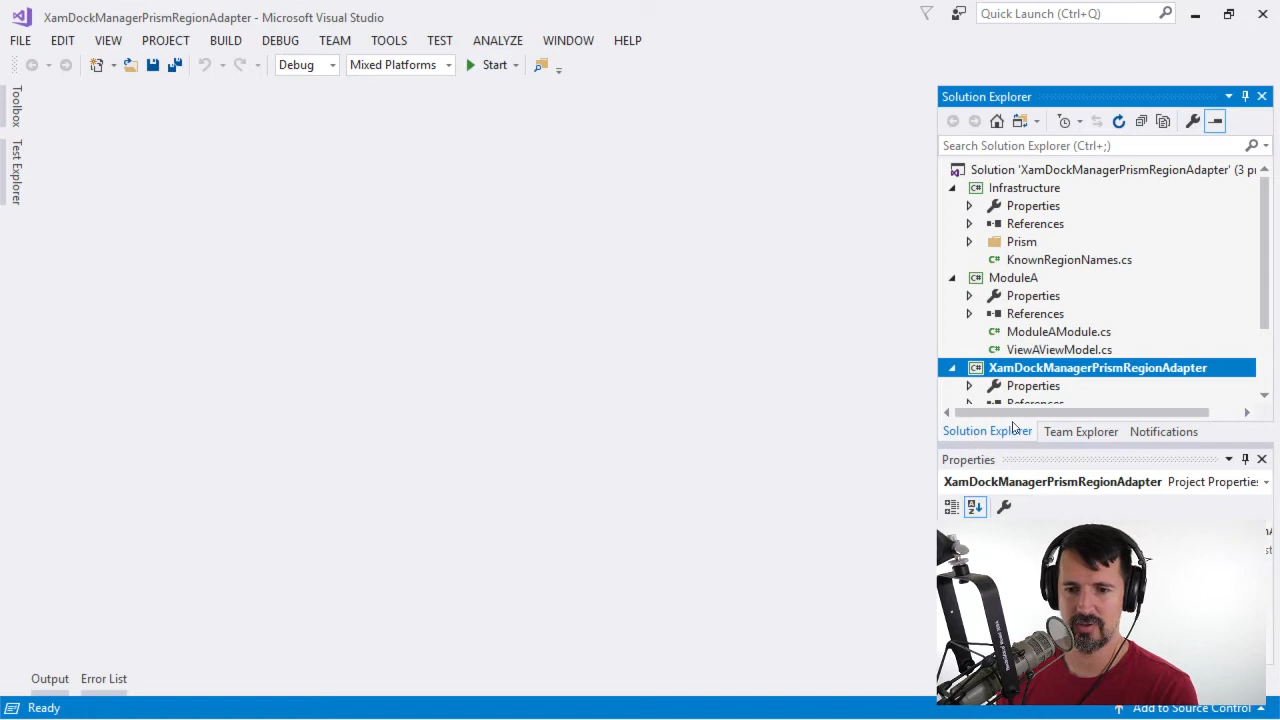 XamDockManagerPrismRegionAdapter - Microsoft Visual Studio
Quick Launch (Ctrl+Q)
FILE EDIT VIEW PROJECT BUILD DEBUG TEAM TOOLS TEST ANALYZE WINDOW HELP
Debug Mixed Platforms Start
Toolbox
Test Explorer
Solution Explorer
Search Solution Explorer (Ctrl+;)
Solution 'XamDockManagerPrismRegionAdapter' (3 pr
Infrastructure
Properties
References
Prism
KnownRegionNames.cs
ModuleA
Properties
References
ModuleAModule.cs
ViewAViewModel.cs
XamDockManagerPrismRegionAdapter
Properties
References
Solution Explorer Team Explorer Notifications
Properties
XamDockManagerPrismRegionAdapter Project Properties
Output Error List
Ready
Add to Source Control